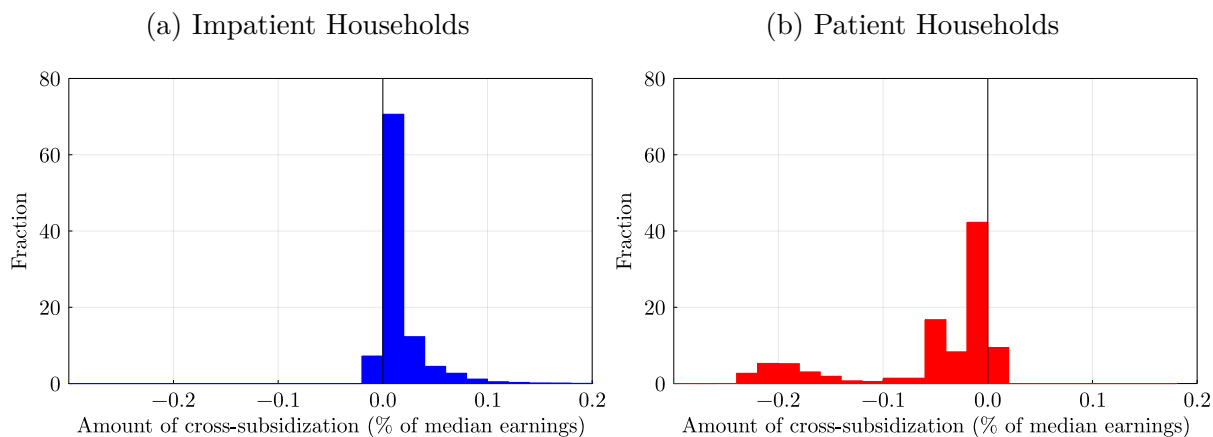 (a) Impatient Households
80
60
40
20
0
Fraction
−0.2 −0.1 0.0 0.1 0.2
Amount of cross-subsidization (% of median earnings)
(b) Patient Households
80
60
40
20
0
Fraction
−0.2 −0.1 0.0 0.1 0.2
Amount of cross-subsidization (% of median earnings)